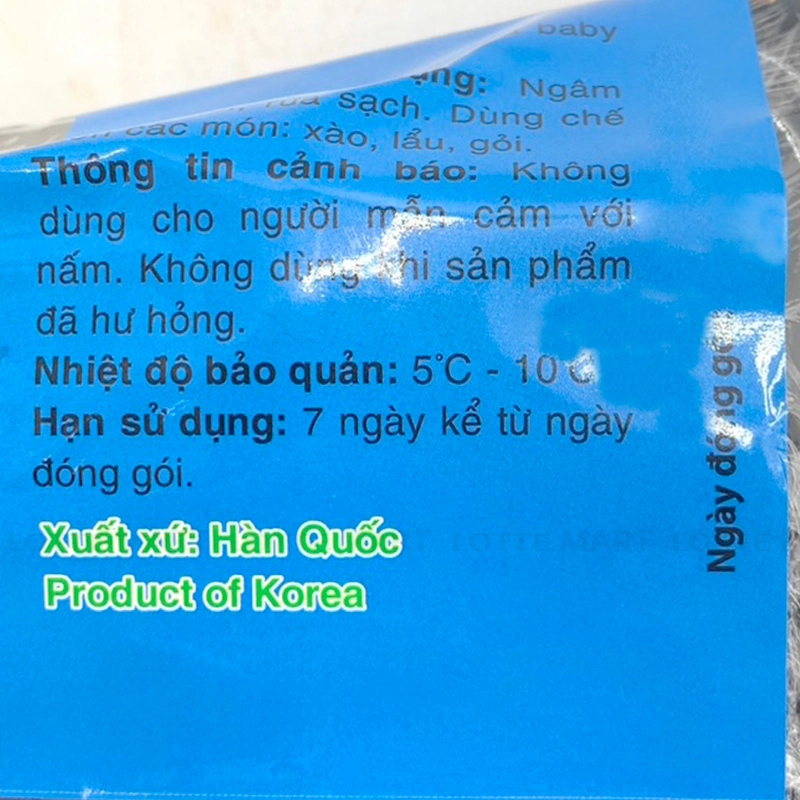 baby
Ngâm
sạch. Dùng chế
các món: xào, lẩu, gỏi.
Thông tin cảnh báo: Không
dùng cho người mẫn cảm với
nấm. Không dùng khi sản phẩm
đã hư hỏng.
Nhiệt độ bảo quản: 5°C - 10°C
Hạn sử dụng: 7 ngày kể từ ngày
đóng gói.
Xuất xứ: Hàn Quốc
Product of Korea
Ngày đóng
LOTTEMART